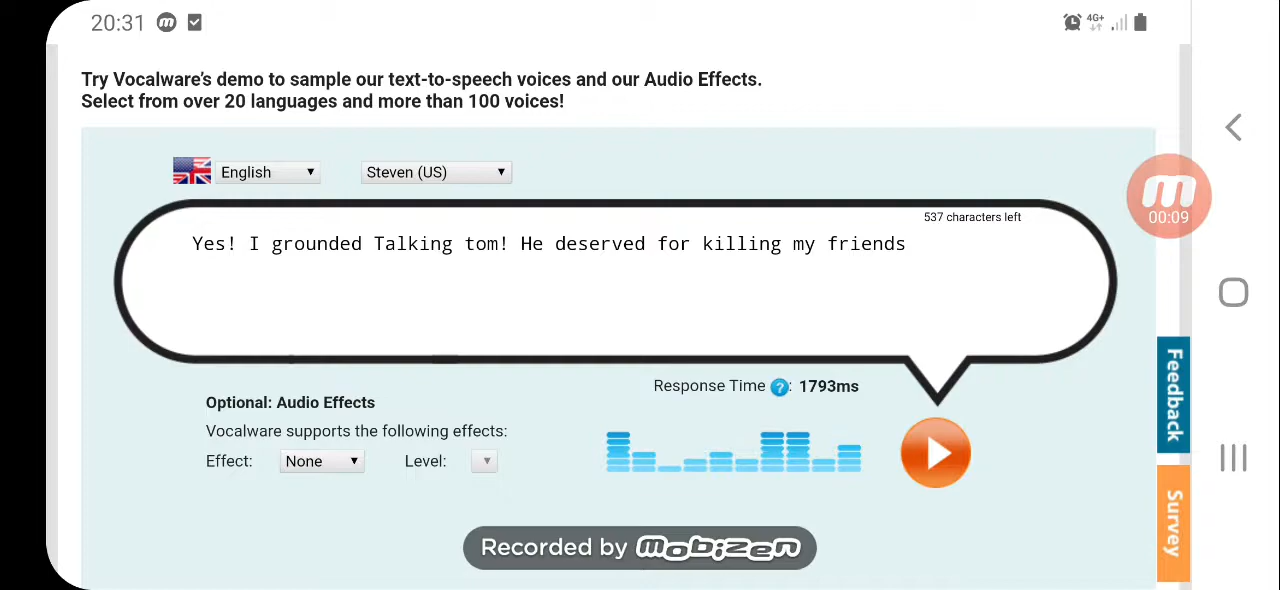 20:31
4G+
Try Vocalware's demo to sample our text-to-speech voices and our Audio Effects.
Select from over 20 languages and more than 100 voices!
English
Steven (US)
00:09
537 characters left
Yes! I grounded Talking tom! He deserved for killing my friends
Response Time ?: 1793ms
Optional: Audio Effects
Vocalware supports the following effects:
Effect: None Level:
Feedback
Survey
Recorded by mobizen